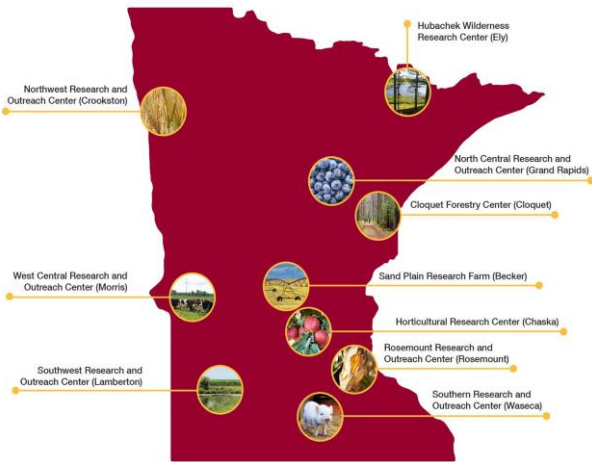 Hubachek Wilderness
Research Center (Ely)
Northwest Research and
Outreach Center (Crookston)
North Central Research and
Outreach Center (Grand Rapids)
Cloquet Forestry Center (Cloquet)
West Central Research and
Outreach Center (Morris)
Sand Plain Research Farm (Becker)
Horticultural Research Center (Chaska)
Rosemount Research and
Outreach Center (Rosemount)
Southwest Research and
Outreach Center (Lamberton)
Southern Research and
Outreach Center (Waseca)